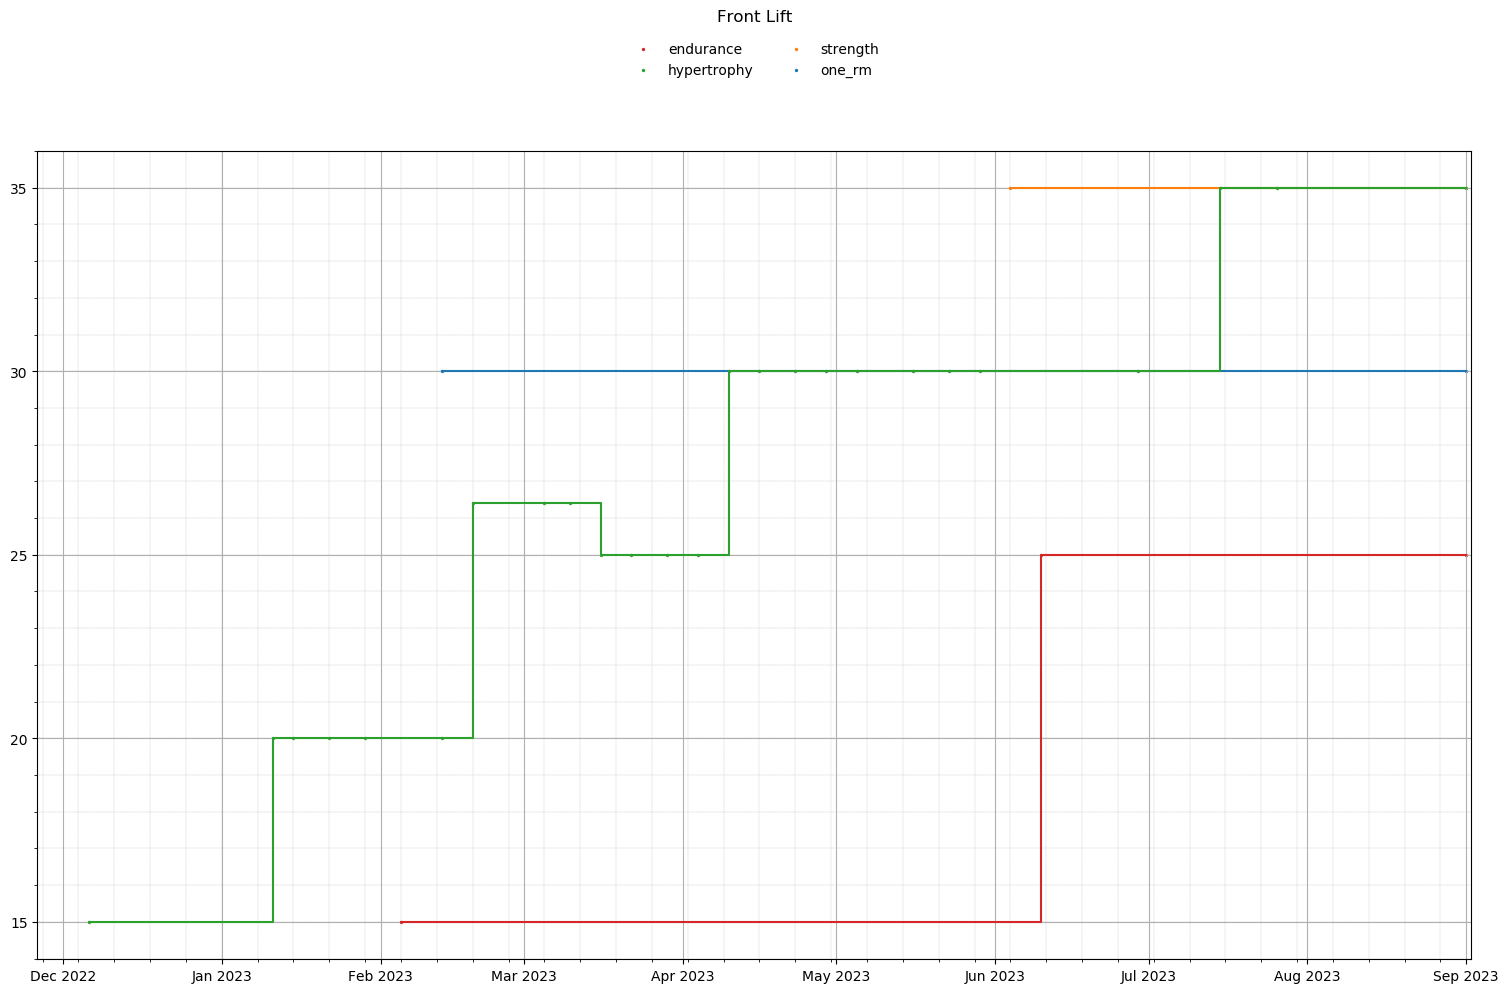 Front Lift
endurance
hypertrophy
strength
one_rm
35
30
25
20
15
Dec 2022 Jan 2023 Feb 2023 Mar 2023 Apr 2023 May 2023 Jun 2023 Jul 2023 Aug 2023 Sep 2023